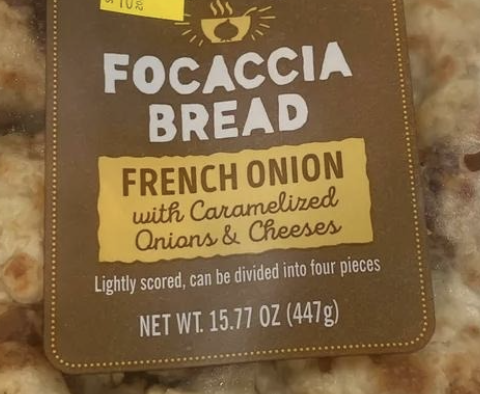 FOCACCIA
BREAD
FRENCH ONION
with Caramelized
Onions & Cheeses
Lightly scored, can be divided into four pieces
NET WT. 15.77 OZ (447g)